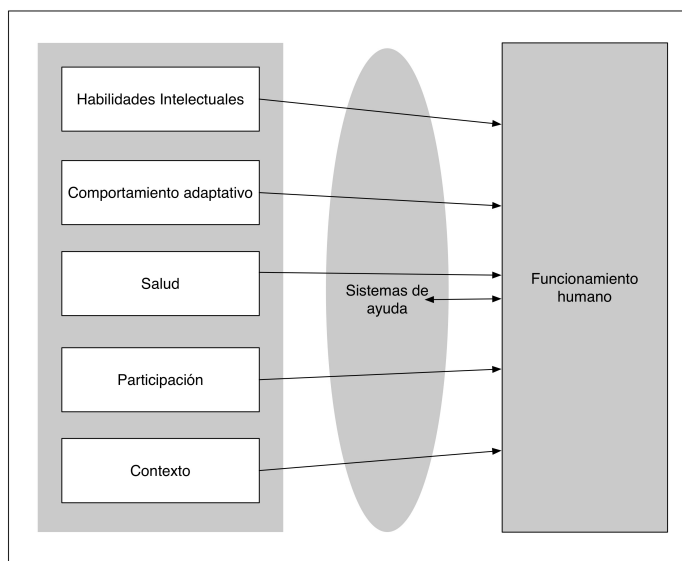 Habilidades Intelectuales
Comportamiento adaptativo
Salud
Participación
Contexto
Sistemas de
ayuda
Funcionamiento
humano